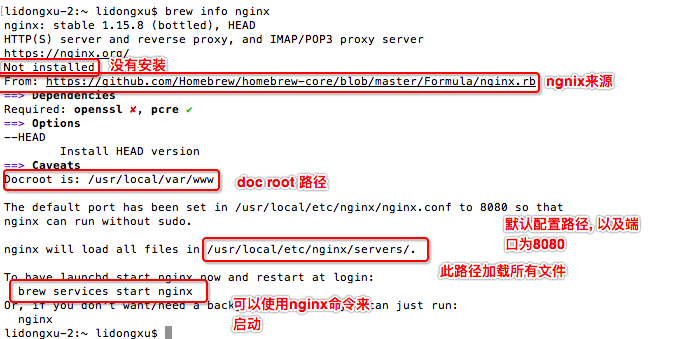 lidongxu-2:~ lidongxu$ brew info nginx
nginx: stable 1.15.8 (bottled), HEAD
HTTP(S) server and reverse proxy, and IMAP/POP3 proxy server
https://nginx.org/
Not installed 没有安装
From: https://github.com/Homebrew/homebrew-core/blob/master/Formula/nginx.rb ngnix来源
==> Dependencies
Required: openssl ✘, pcre ✔
==> Options
--HEAD
Install HEAD version
==> Caveats
Docroot is: /usr/local/var/www doc root 路径
The default port has been set in /usr/local/etc/nginx/nginx.conf to 8080 so that
nginx can run without sudo.
默认配置路径, 以及端
口为8080
nginx will load all files in /usr/local/etc/nginx/servers/.
此路径加载所有文件
To have launchd start nginx now and restart at login:
brew services start nginx
Or, if you don't want/need a back can just run:
可以使用nginx命令来
启动
nginx
lidongxu-2:~ lidongxu$